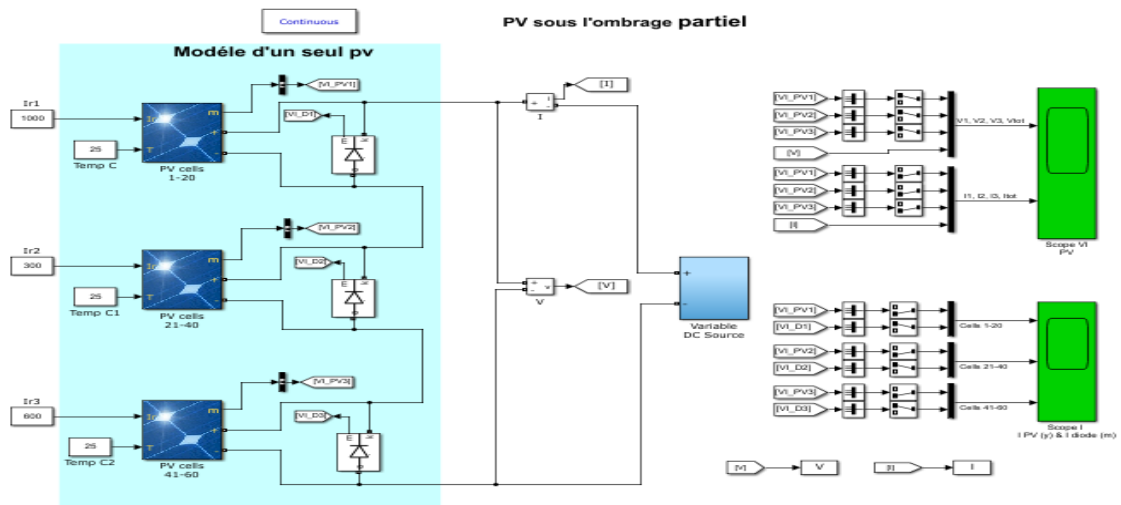 Continuous
PV sous l'ombrage partiel
Modéle d'un seul pv
Ir1
1000
25
Temp C
Ir
T
m
+
-
PV cells
1-20
[VI_PV1]
[VI_D1]
Ir2
300
25
Temp C1
Ir
T
m
+
-
PV cells
21-40
[VI_PV2]
[VI_D2]
Ir3
600
25
Temp C2
Ir
T
m
+
-
PV cells
41-60
[VI_PV3]
[VI_D3]
+
i
-
I
[I]
+
-
v
V
[V]
+
-
Variable
DC Source
[VI_PV1]
[VI_PV2]
[VI_PV3]
[V]
V1, V2, V3, Vtot
[VI_PV1]
[VI_PV2]
[VI_PV3]
[I]
I1, I2, I3, Itot
Scope VI
PV
[VI_PV1]
[VI_D1]
Cells 1-20
[VI_PV2]
[VI_D2]
Cells 21-40
[VI_PV3]
[VI_D3]
Cells 41-60
Scope I
I PV (y) & I diode (m)
[V]
V
[I]
I